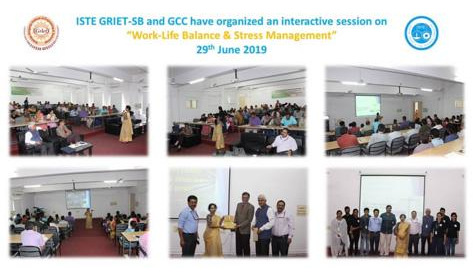 ISTE GRIET-SB and GCC have organized an interactive session on
“Work-Life Balance & Stress Management”
29th June 2019